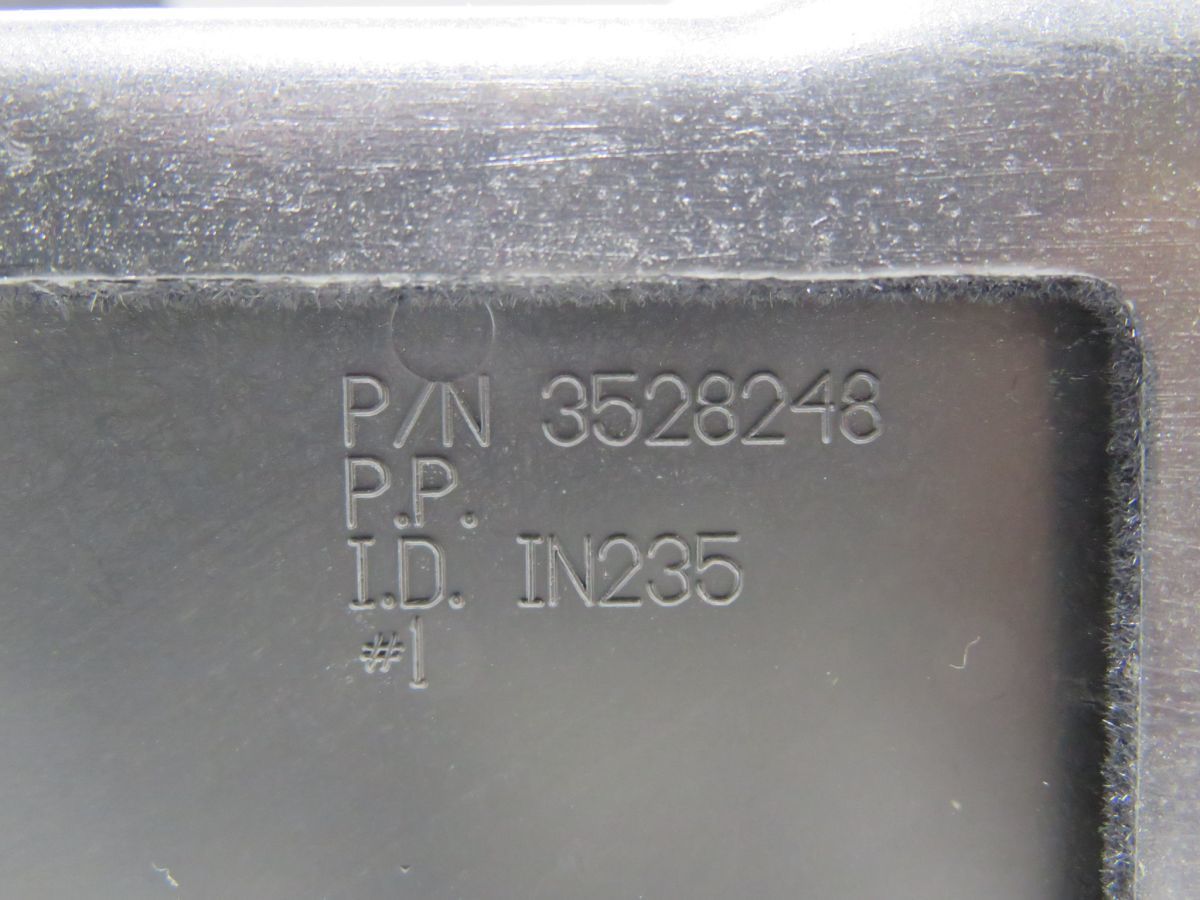 P/N 3528248
P.P.
I.D. IN235
#1